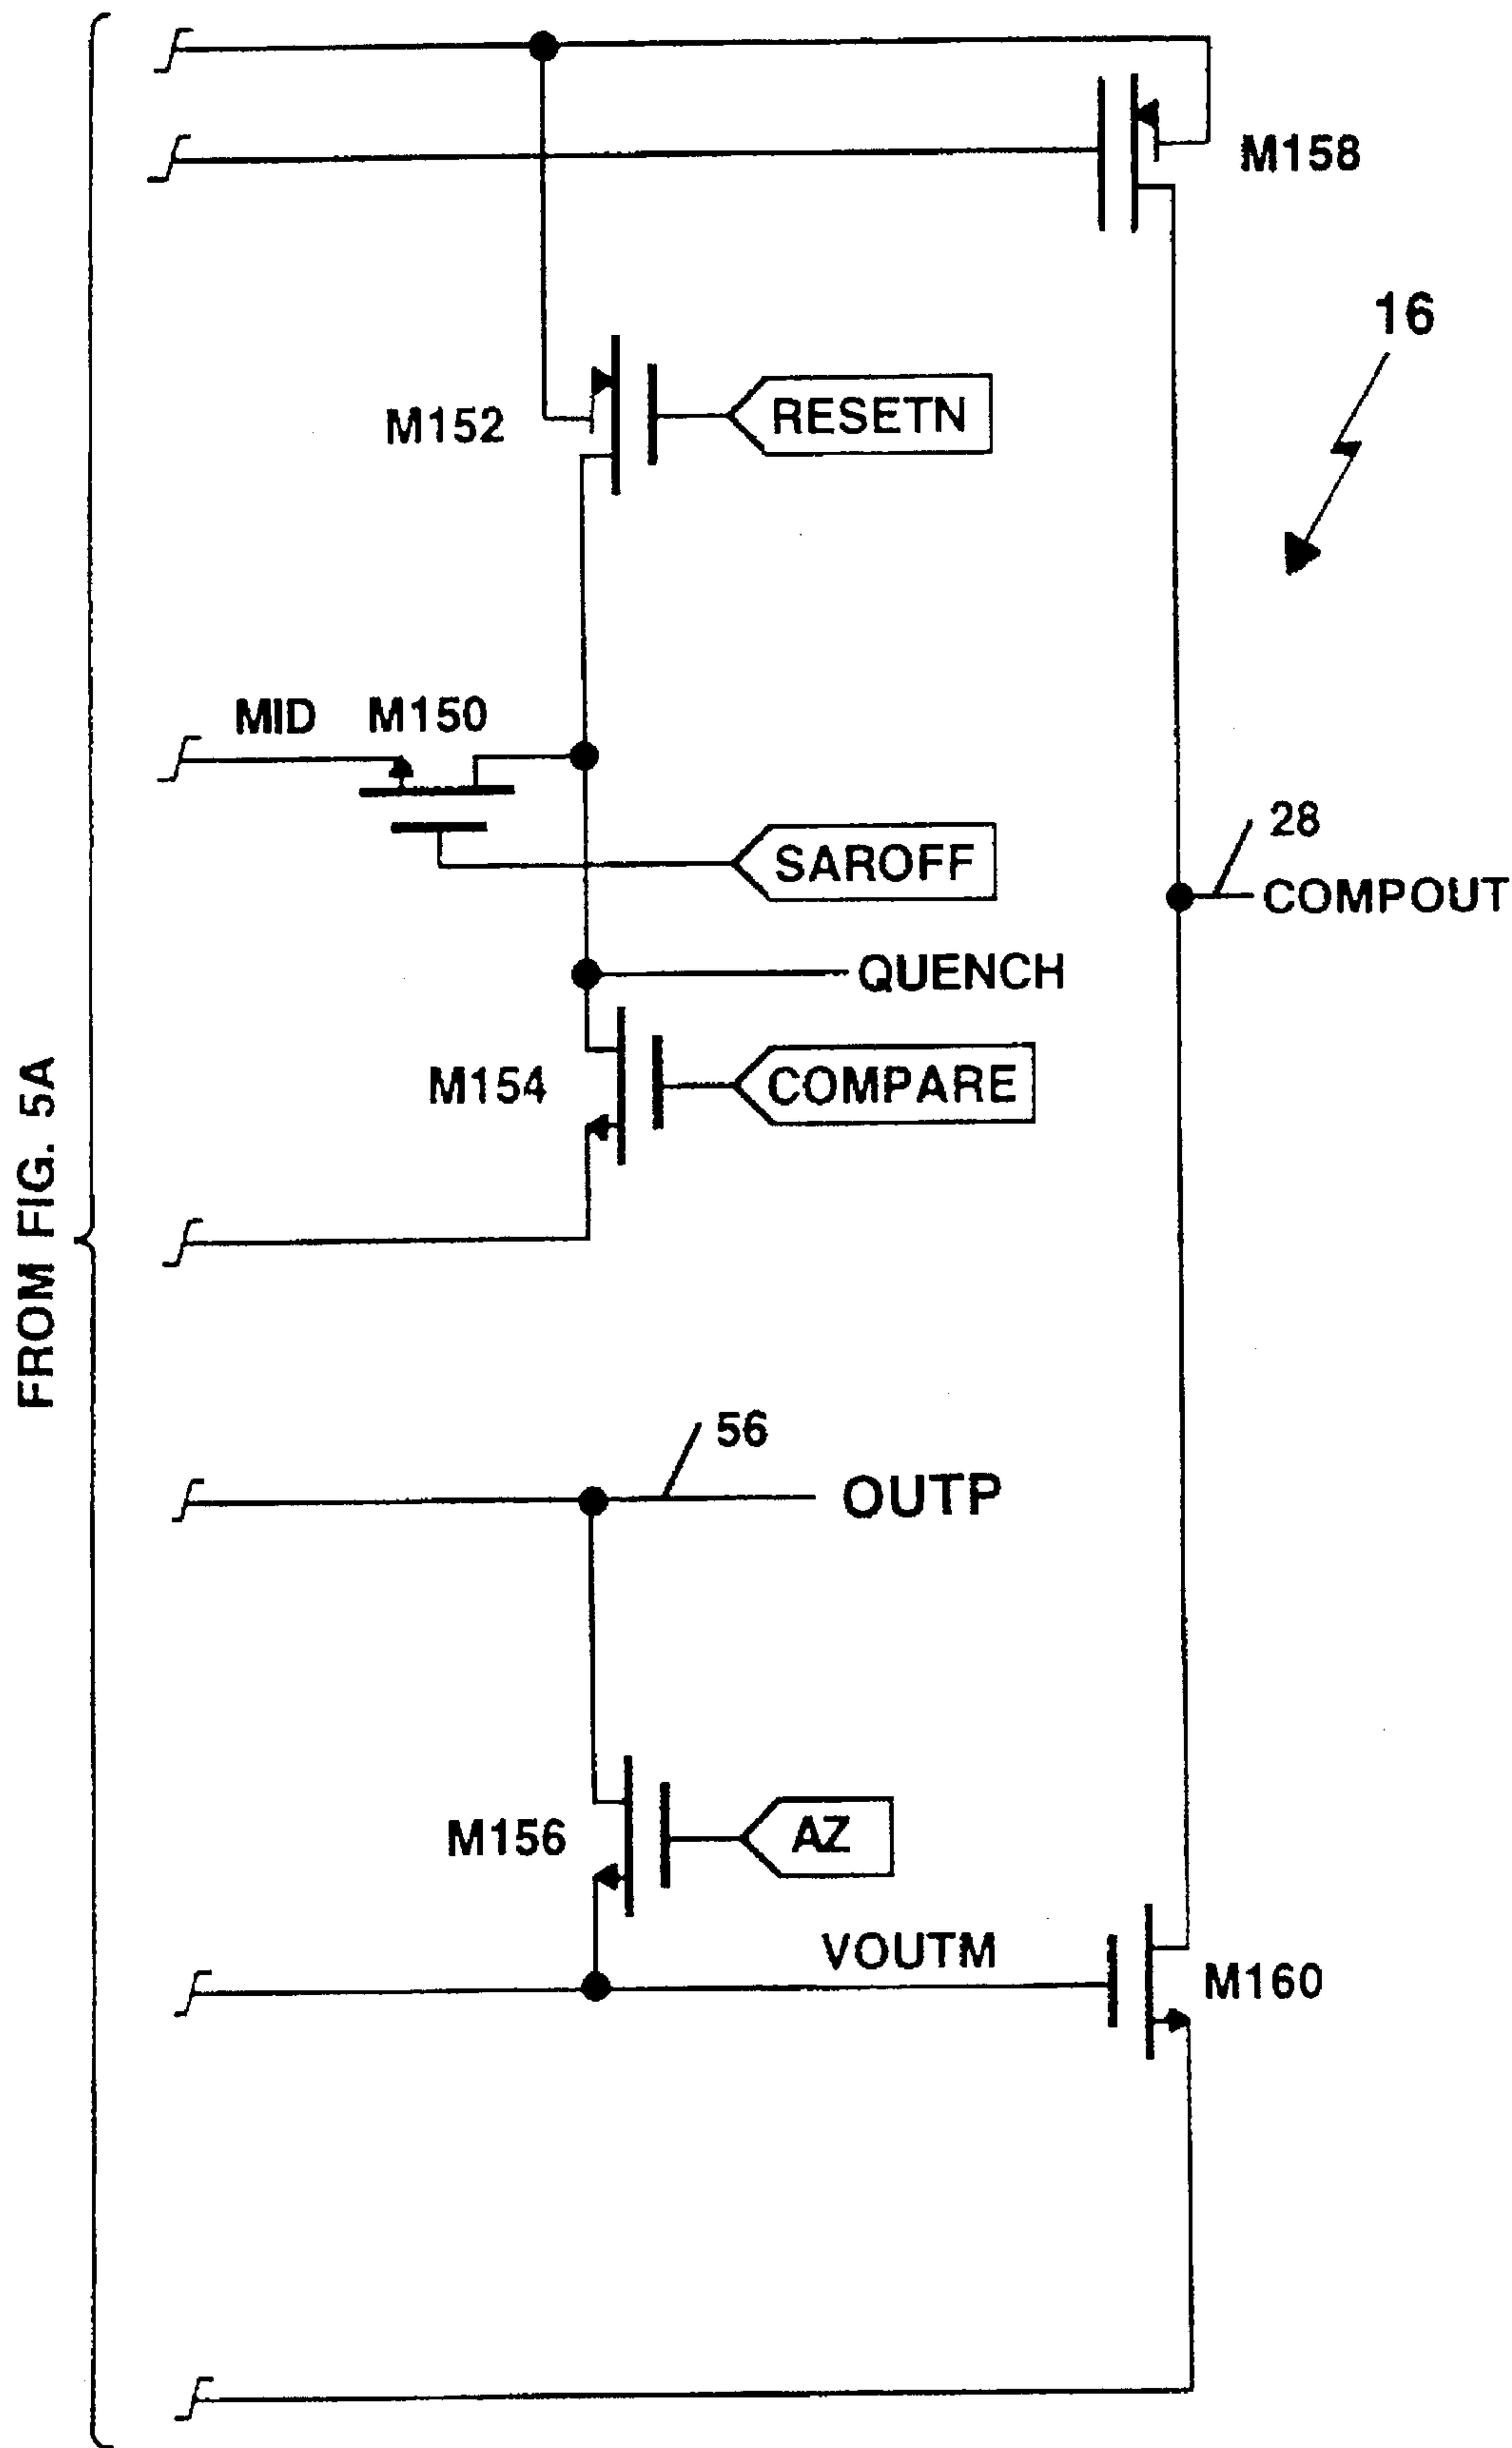 M158
16
M152
RESETN
MID
M150
28
SAROFF
COMPOUT
QUENCH
M154
COMPARE
FROM FIG. 5A
56
OUTP
M156
AZ
VOUTM
M160